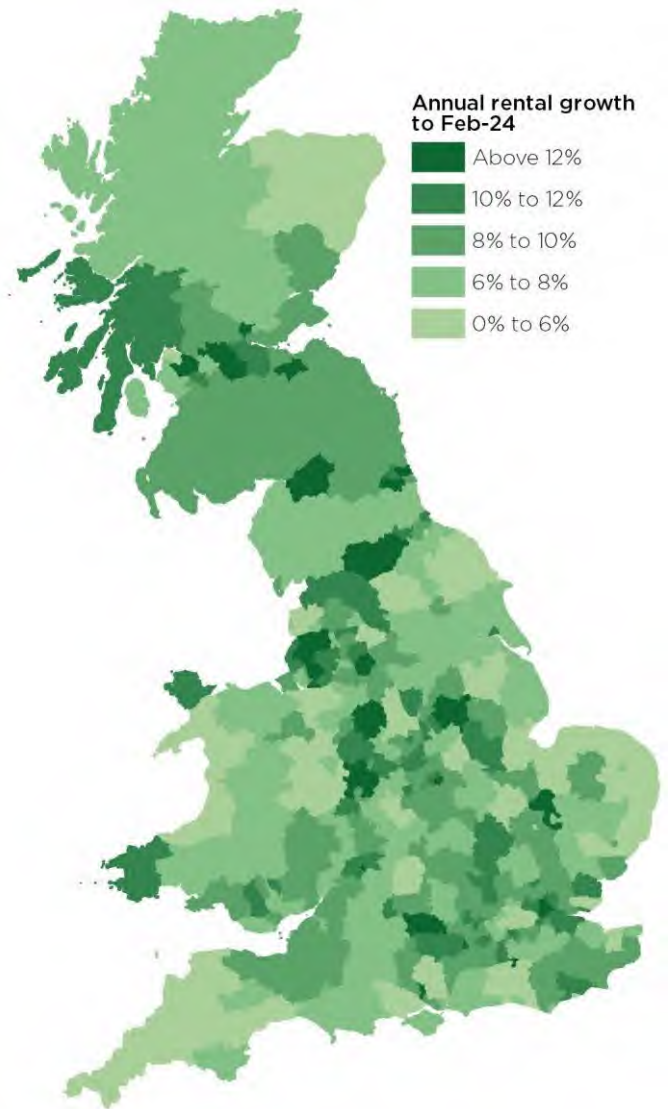 Annual rental growth
to Feb-24
Above 12%
10% to 12%
8% to 10%
6% to 8%
0% to 6%